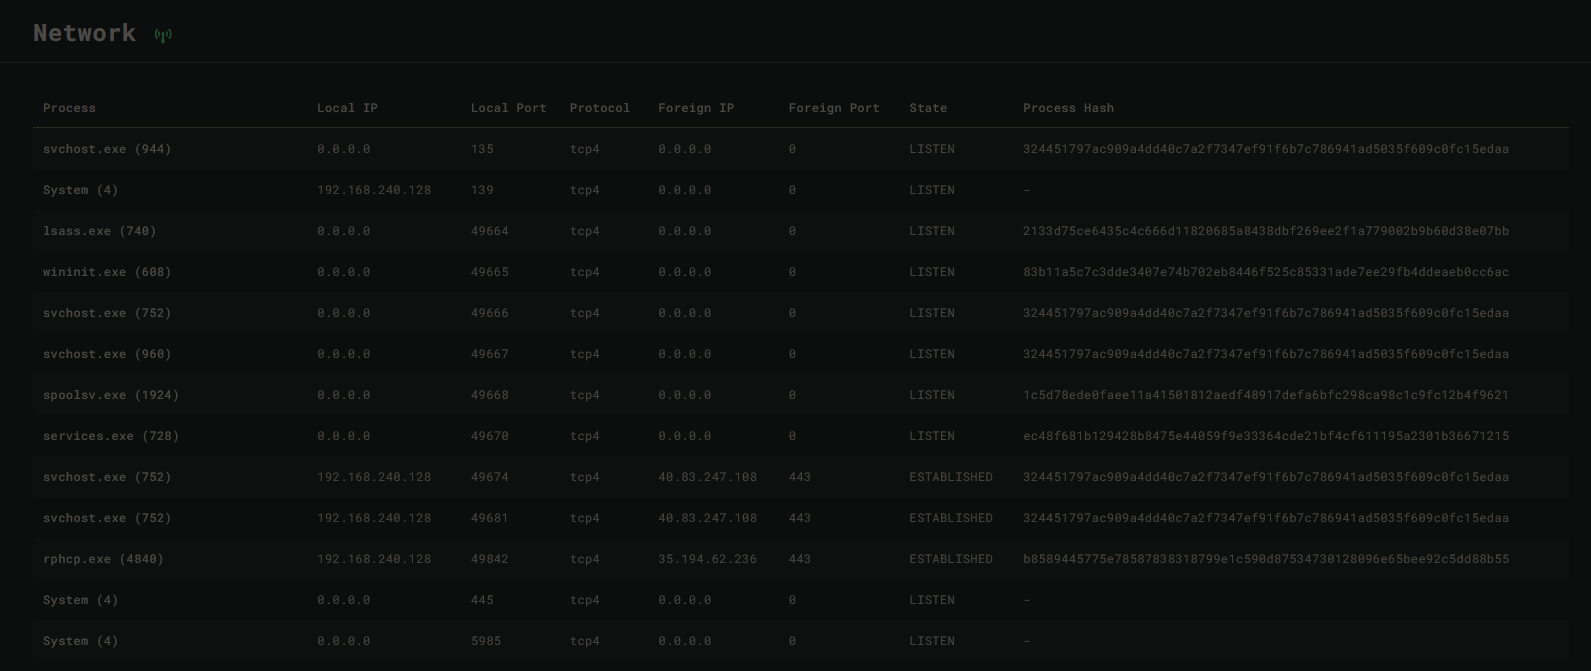 Network
Process Local IP Local Port Protocol Foreign IP Foreign Port State Process Hash
svchost.exe (944) 0.0.0.0 135 tcp4 0.0.0.0 0 LISTEN 324451797ac909a4dd40c7a2f7347ef91f6b7c786941ad5035f609c0fc15edaa
System (4) 192.168.240.128 139 tcp4 0.0.0.0 0 LISTEN -
lsass.exe (740) 0.0.0.0 49664 tcp4 0.0.0.0 0 LISTEN 2133d75ce6435c4c666d11820685a8438dbf269ee2f1a779002b9b60d38e07bb
wininit.exe (608) 0.0.0.0 49665 tcp4 0.0.0.0 0 LISTEN 83b11a5c7c3dde3407e74b702eb8446f525c85331ade7ee29fb4ddeaeb0cc6ac
svchost.exe (752) 0.0.0.0 49666 tcp4 0.0.0.0 0 LISTEN 324451797ac909a4dd40c7a2f7347ef91f6b7c786941ad5035f609c0fc15edaa
svchost.exe (960) 0.0.0.0 49667 tcp4 0.0.0.0 0 LISTEN 324451797ac909a4dd40c7a2f7347ef91f6b7c786941ad5035f609c0fc15edaa
spoolsv.exe (1924) 0.0.0.0 49668 tcp4 0.0.0.0 0 LISTEN 1c5d78ede0faee11a41501812aedf48917defa6bfc298ca98c1c9fc12b4f9621
services.exe (728) 0.0.0.0 49670 tcp4 0.0.0.0 0 LISTEN ec48f681b129428b8475e44059f9e33364cde21bf4cf611195a2301b36671215
svchost.exe (752) 192.168.240.128 49674 tcp4 40.83.247.108 443 ESTABLISHED 324451797ac909a4dd40c7a2f7347ef91f6b7c786941ad5035f609c0fc15edaa
svchost.exe (752) 192.168.240.128 49681 tcp4 40.83.247.108 443 ESTABLISHED 324451797ac909a4dd40c7a2f7347ef91f6b7c786941ad5035f609c0fc15edaa
rphcp.exe (4840) 192.168.240.128 49842 tcp4 35.194.62.236 443 ESTABLISHED b8589445775e78587838318799e1c590d87534730128096e65bee92c5dd88b55
System (4) 0.0.0.0 445 tcp4 0.0.0.0 0 LISTEN -
System (4) 0.0.0.0 5985 tcp4 0.0.0.0 0 LISTEN -